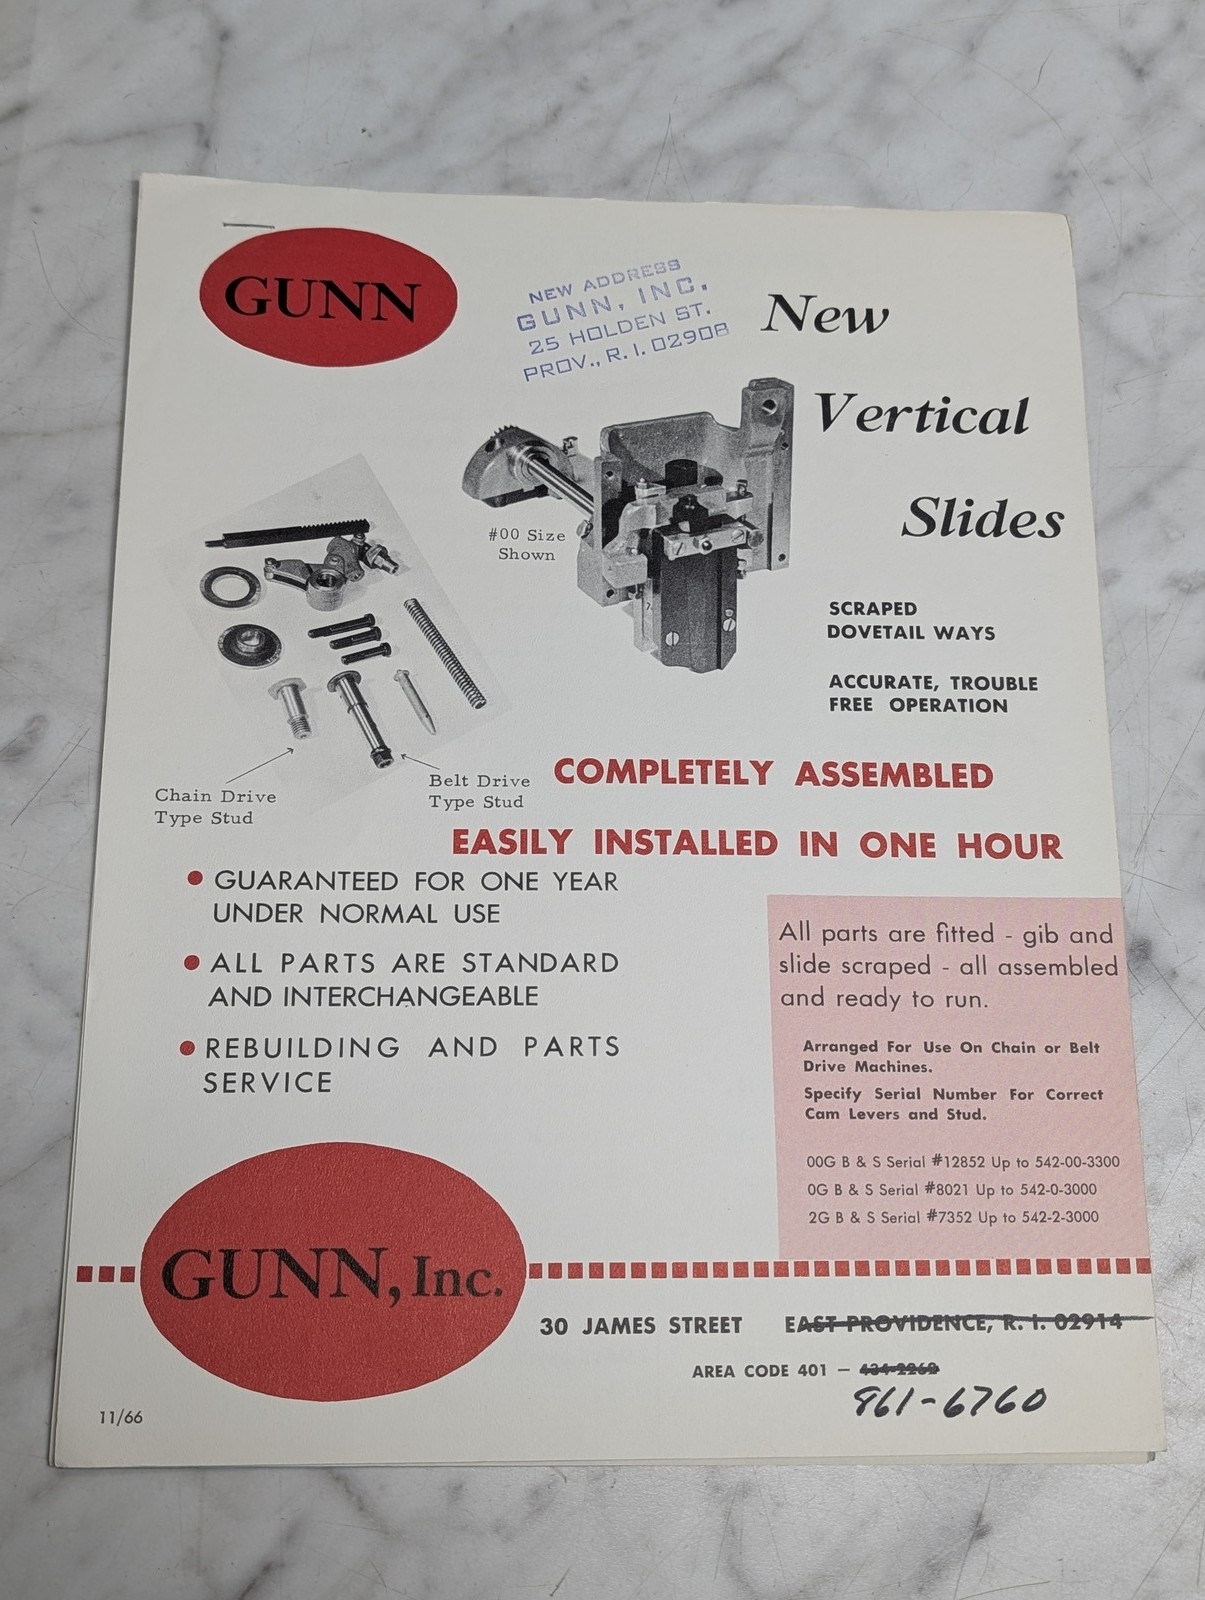 GUNN
NEW ADDRESS
GUNN, INC.
25 HOLDEN ST.
PROV., R. I. 02908
New
Vertical
Slides
#00 Size
Shown
SCRAPED
DOVETAIL WAYS
ACCURATE, TROUBLE
FREE OPERATION
Chain Drive
Type Stud
Belt Drive
Type Stud
COMPLETELY ASSEMBLED
EASILY INSTALLED IN ONE HOUR
• GUARANTEED FOR ONE YEAR
UNDER NORMAL USE
• ALL PARTS ARE STANDARD
AND INTERCHANGEABLE
• REBUILDING AND PARTS
SERVICE
All parts are fitted - gib and
slide scraped - all assembled
and ready to run.
Arranged For Use On Chain or Belt
Drive Machines.
Specify Serial Number For Correct
Cam Levers and Stud.
00G B & S Serial #12852 Up to 542-00-3300
0G B & S Serial #8021 Up to 542-0-3000
2G B & S Serial #7352 Up to 542-2-3000
GUNN, Inc.
30 JAMES STREET EAST PROVIDENCE, R. I. 02914
AREA CODE 401 — 434-2262
861-6760
11/66